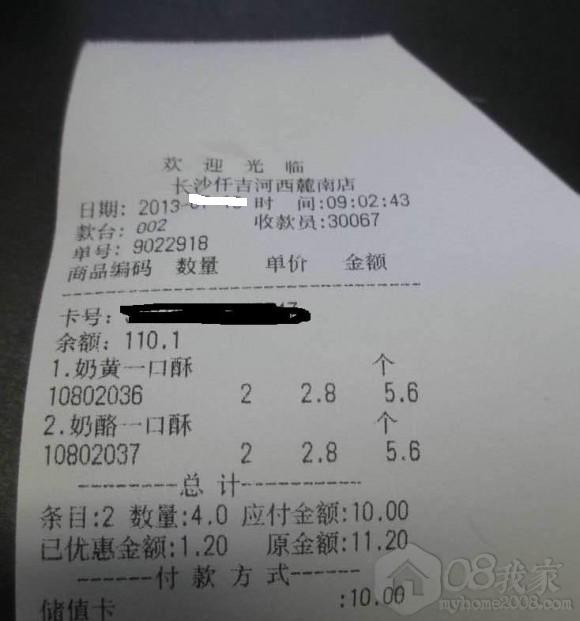 欢 迎 光 临
长沙仟吉河西麓南店
日期: 2013- 时 间:09:02:43
款台: 002 收款员:30067
单号: 9022918
商品编码 数量 单价 金额
卡号:
余额: 110.1
1.奶黄一口酥 个
10802036 2 2.8 5.6
2.奶酪一口酥 个
10802037 2 2.8 5.6
--------总 计--------
条目:2 数量:4.0 应付金额:10.00
已优惠金额:1.20 原金额:11.20
------付 款 方 式------
储值卡 :10.00
08我家
myhome2008.com